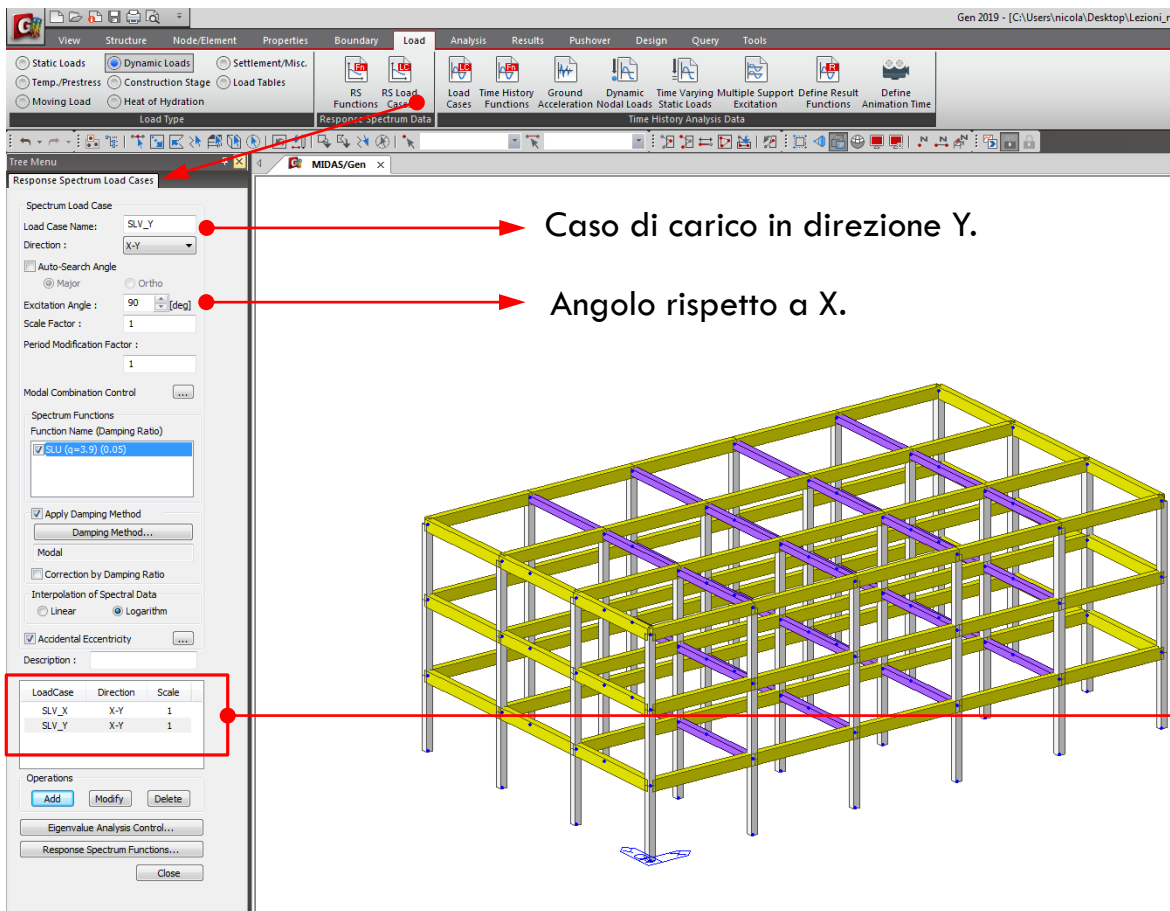 Gen 2019 - [C:\Users\nicola\Desktop\Lezioni_n
View Structure Node/Element Properties Boundary Load Analysis Results Pushover Design Query Tools
Static Loads Dynamic Loads Settlement/Misc.
Temp./Prestress Construction Stage Load Tables
Moving Load Heat of Hydration
Load Type
RS Functions
RS Load Cases
Response Spectrum Data
Load Cases
Time History Functions
Ground Acceleration
Dynamic Nodal Loads
Time Varying Static Loads
Multiple Support Excitation
Define Result Functions
Define Animation Time
Time History Analysis Data
Tree Menu
MIDAS/Gen
Response Spectrum Load Cases
Spectrum Load Case
Load Case Name: SLV_Y
Caso di carico in direzione Y.
Direction : X-Y
Auto-Search Angle
Major Ortho
Excitation Angle : 90 [deg]
Angolo rispetto a X.
Scale Factor : 1
Period Modification Factor :
1
Modal Combination Control ...
Spectrum Functions
Function Name (Damping Ratio)
SLU (q=3.9) (0.05)
Apply Damping Method
Damping Method...
Modal
Correction by Damping Ratio
Interpolation of Spectral Data
Linear Logarithm
Accidental Eccentricity ...
Description :
LoadCase Direction Scale
SLV_X X-Y 1
SLV_Y X-Y 1
Operations
Add Modify Delete
Eigenvalue Analysis Control...
Response Spectrum Functions...
Close